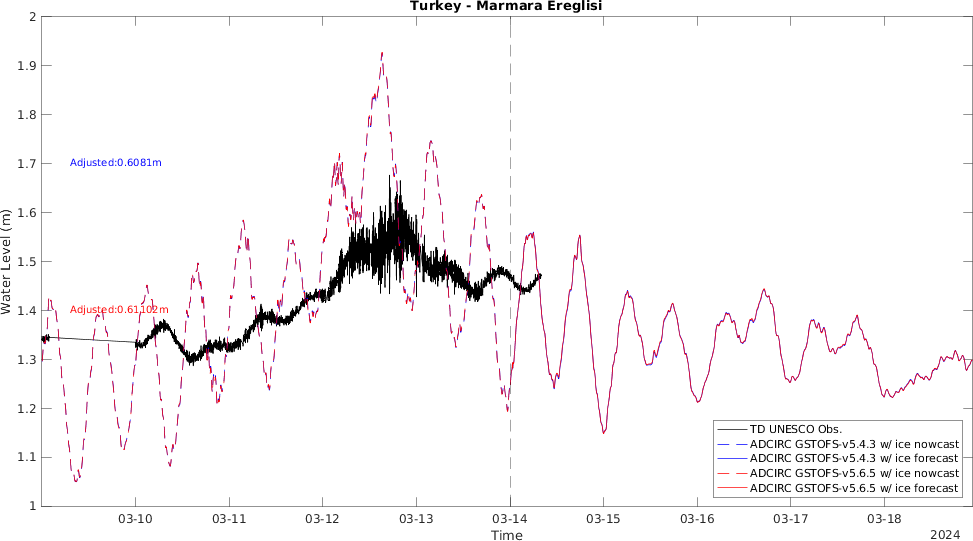 Turkey - Marmara Ereglisi
2
1.9
1.8
1.7
1.6
1.5
1.4
1.3
1.2
1.1
1
Water Level (m)
Adjusted:0.6081m
Adjusted:0.61102m
TD UNESCO Obs.
ADCIRC GSTOFS-v5.4.3 w/ ice nowcast
ADCIRC GSTOFS-v5.4.3 w/ ice forecast
ADCIRC GSTOFS-v5.6.5 w/ ice nowcast
ADCIRC GSTOFS-v5.6.5 w/ ice forecast
03-10 03-11 03-12 03-13 03-14 03-15 03-16 03-17 03-18
Time
2024